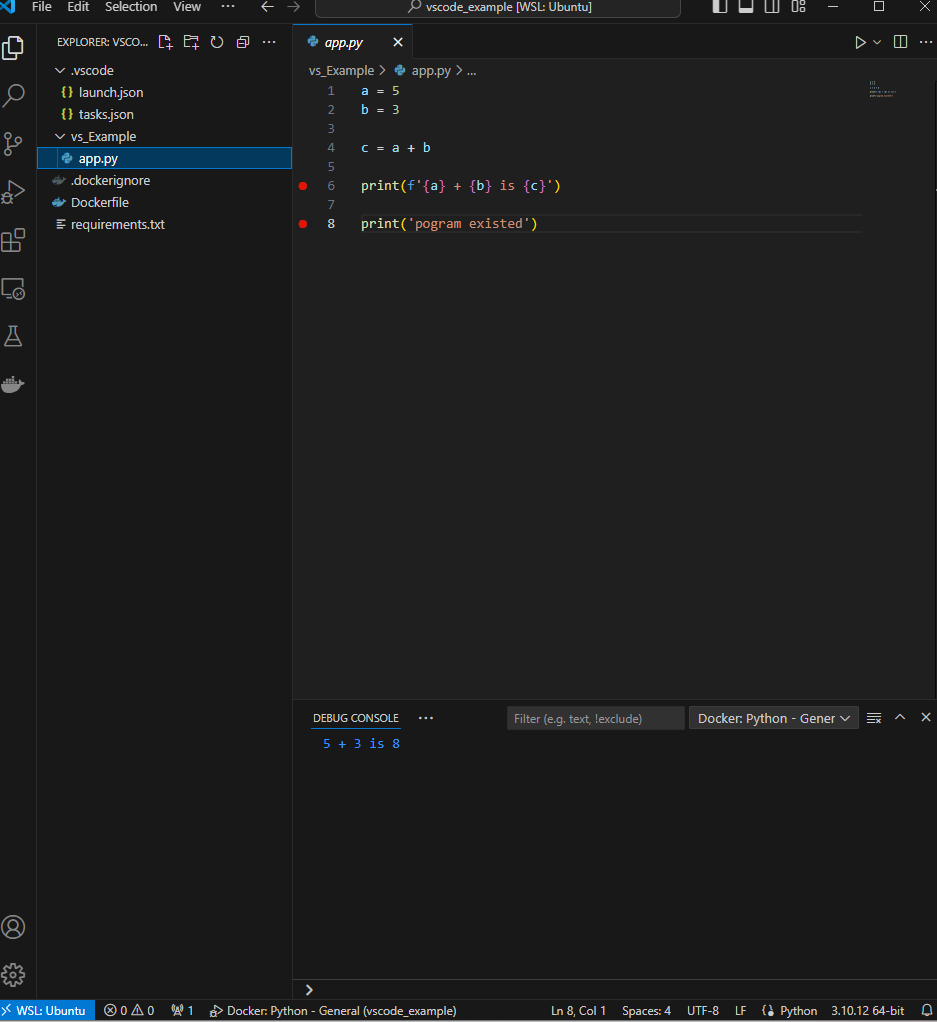 File Edit Selection View ··· vscode_example [WSL: Ubuntu]
EXPLORER: VSCO...
.vscode
launch.json
tasks.json
vs_Example
app.py
.dockerignore
Dockerfile
requirements.txt
app.py
vs_Example > app.py > ...
1 a = 5
2 b = 3
3
4 c = a + b
5
6 print(f'{a} + {b} is {c}')
7
8 print('pogram existed')
DEBUG CONSOLE
Filter (e.g. text, !exclude)
Docker: Python - Gener
5 + 3 is 8
WSL: Ubuntu 0 0 1 Docker: Python - General (vscode_example) Ln 8, Col 1 Spaces: 4 UTF-8 LF Python 3.10.12 64-bit